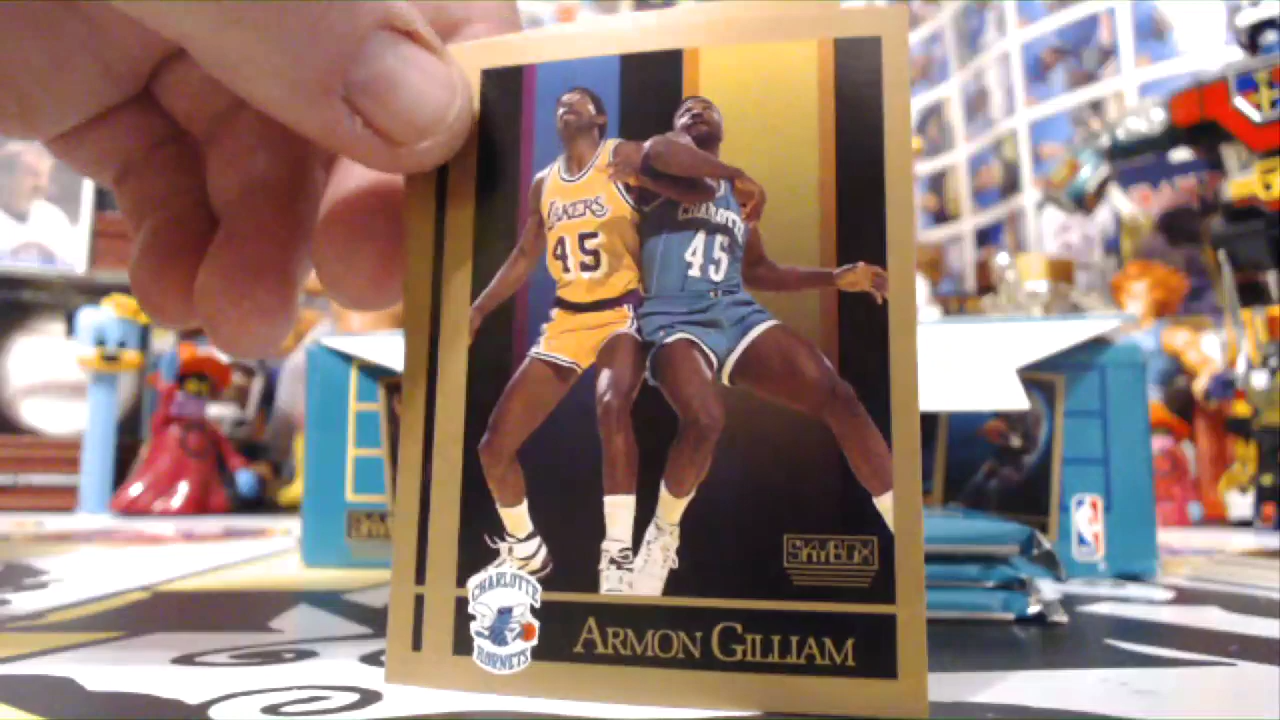 LAKERS
45
CHARLOTTE
45
SKYBOX
CHARLOTTE
HORNETS
ARMON GILLIAM